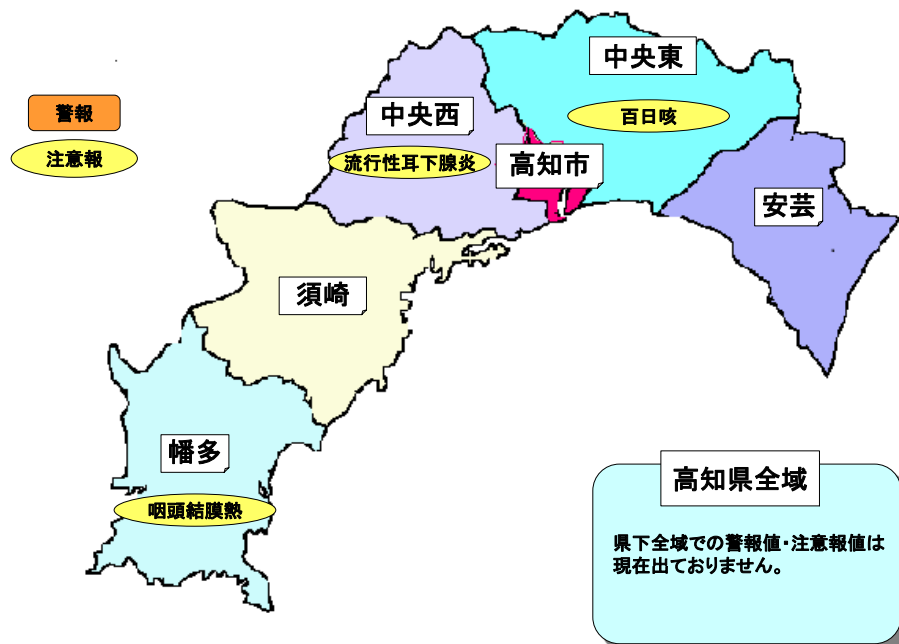 警報
注意報
中央東
百日咳
中央西
流行性耳下腺炎
高知市
安芸
須崎
幡多
咽頭結膜熱
高知県全域
県下全域での警報値・注意報値は
現在出ておりません。